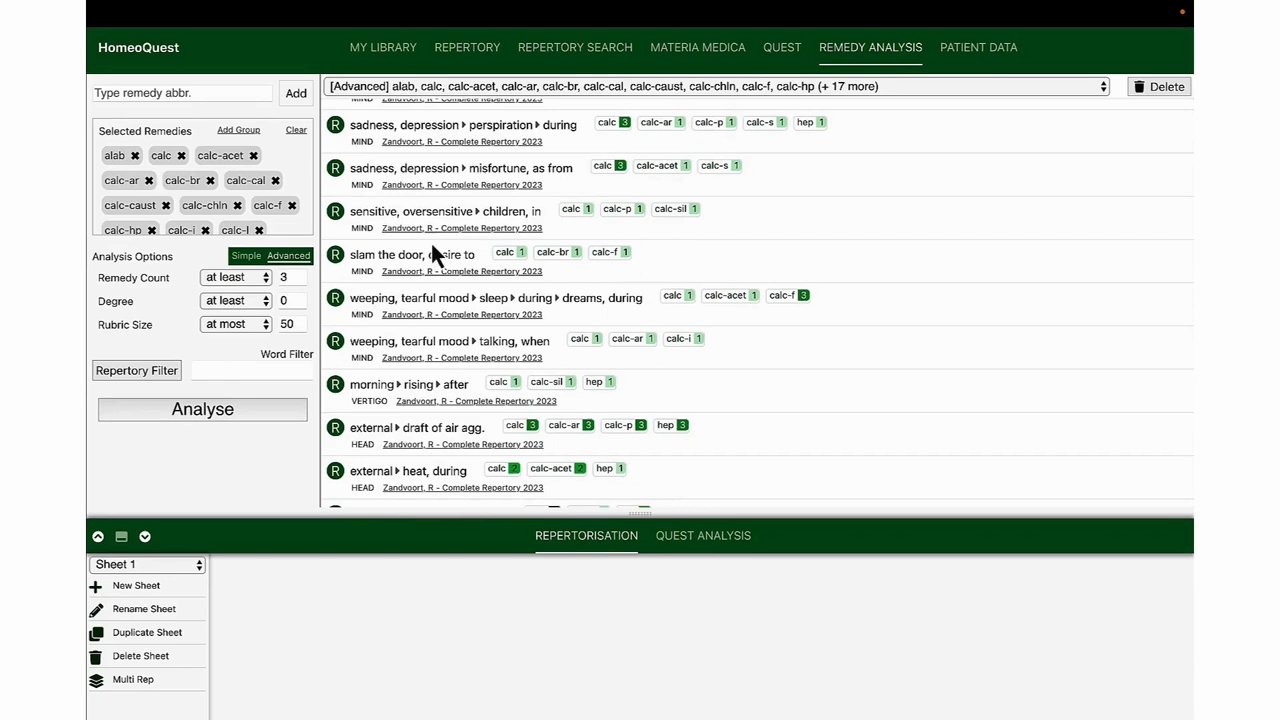 HomeoQuest MY LIBRARY REPERTORY REPERTORY SEARCH MATERIA MEDICA QUEST REMEDY ANALYSIS PATIENT DATA
Type remedy abbr. Add
[Advanced] alab, calc, calc-acet, calc-ar, calc-br, calc-cal, calc-caust, calc-chln, calc-f, calc-hp (+ 17 more) Delete
Selected Remedies Add Group Clear
alab ✖ calc ✖ calc-acet ✖
calc-ar ✖ calc-br ✖ calc-cal ✖
calc-caust ✖ calc-chln ✖ calc-f ✖
calc-hp ✖ calc-i ✖ calc-l ✖
Analysis Options Simple Advanced
Remedy Count at least 3
Degree at least 0
Rubric Size at most 50
Word Filter
Repertory Filter
Analyse
R sadness, depression perspiration during calc 3 calc-ar 1 calc-p 1 calc-s 1 hep 1
MIND Zandvoort, R - Complete Repertory 2023
R sadness, depression misfortune, as from calc 3 calc-acet 1 calc-s 1
MIND Zandvoort, R - Complete Repertory 2023
R sensitive, oversensitive children, in calc 1 calc-p 1 calc-sil 1
MIND Zandvoort, R - Complete Repertory 2023
R slam the door, to calc 1 calc-br 1 calc-f 1
MIND Zandvoort, R - Complete Repertory 2023
R weeping, tearful mood sleep during dreams, during calc 1 calc-acet 1 calc-f 3
MIND Zandvoort, R - Complete Repertory 2023
R weeping, tearful mood talking, when calc 1 calc-ar 1 calc-i 1
MIND Zandvoort, R - Complete Repertory 2023
R morning rising after calc 1 calc-sil 1 hep 1
VERTIGO Zandvoort, R - Complete Repertory 2023
R external draft of air agg. calc 3 calc-ar 3 calc-p 3 hep 3
HEAD Zandvoort, R - Complete Repertory 2023
R external heat, during calc 2 calc-acet 2 hep 1
HEAD Zandvoort, R - Complete Repertory 2023
REPERTORISATION QUEST ANALYSIS
Sheet 1
New Sheet
Rename Sheet
Duplicate Sheet
Delete Sheet
Multi Rep